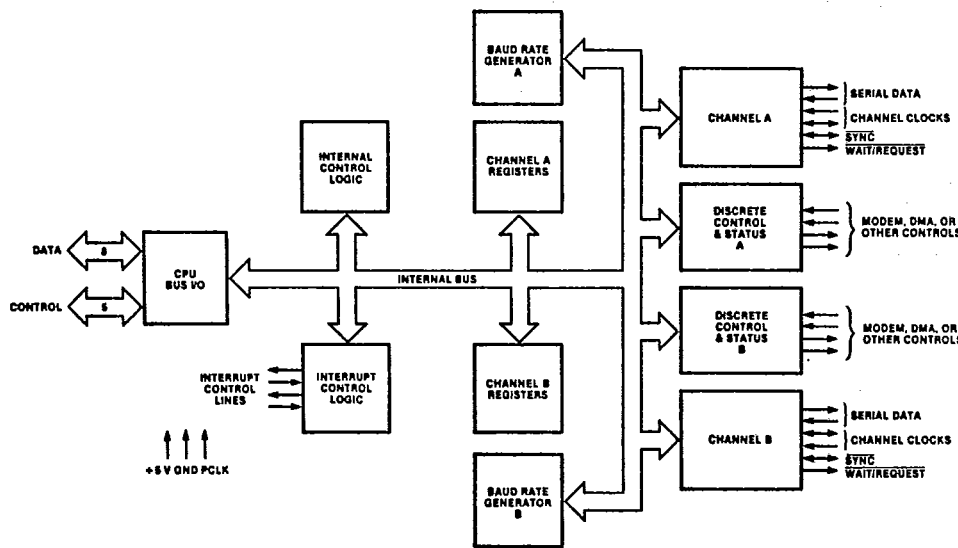 BAUD RATE
GENERATOR
A
INTERNAL
CONTROL
LOGIC
CHANNEL A
REGISTERS
CHANNEL A
SERIAL DATA
CHANNEL CLOCKS
SYNC
WAIT/REQUEST
DISCRETE
CONTROL
& STATUS
A
MODEM, DMA, OR
OTHER CONTROLS
DATA
8
CPU
BUS I/O
INTERNAL BUS
CONTROL
5
DISCRETE
CONTROL
& STATUS
B
MODEM, DMA, OR
OTHER CONTROLS
INTERRUPT
CONTROL
LINES
INTERRUPT
CONTROL
LOGIC
CHANNEL B
REGISTERS
CHANNEL B
SERIAL DATA
CHANNEL CLOCKS
SYNC
WAIT/REQUEST
+5 V GND PCLK
BAUD RATE
GENERATOR
B